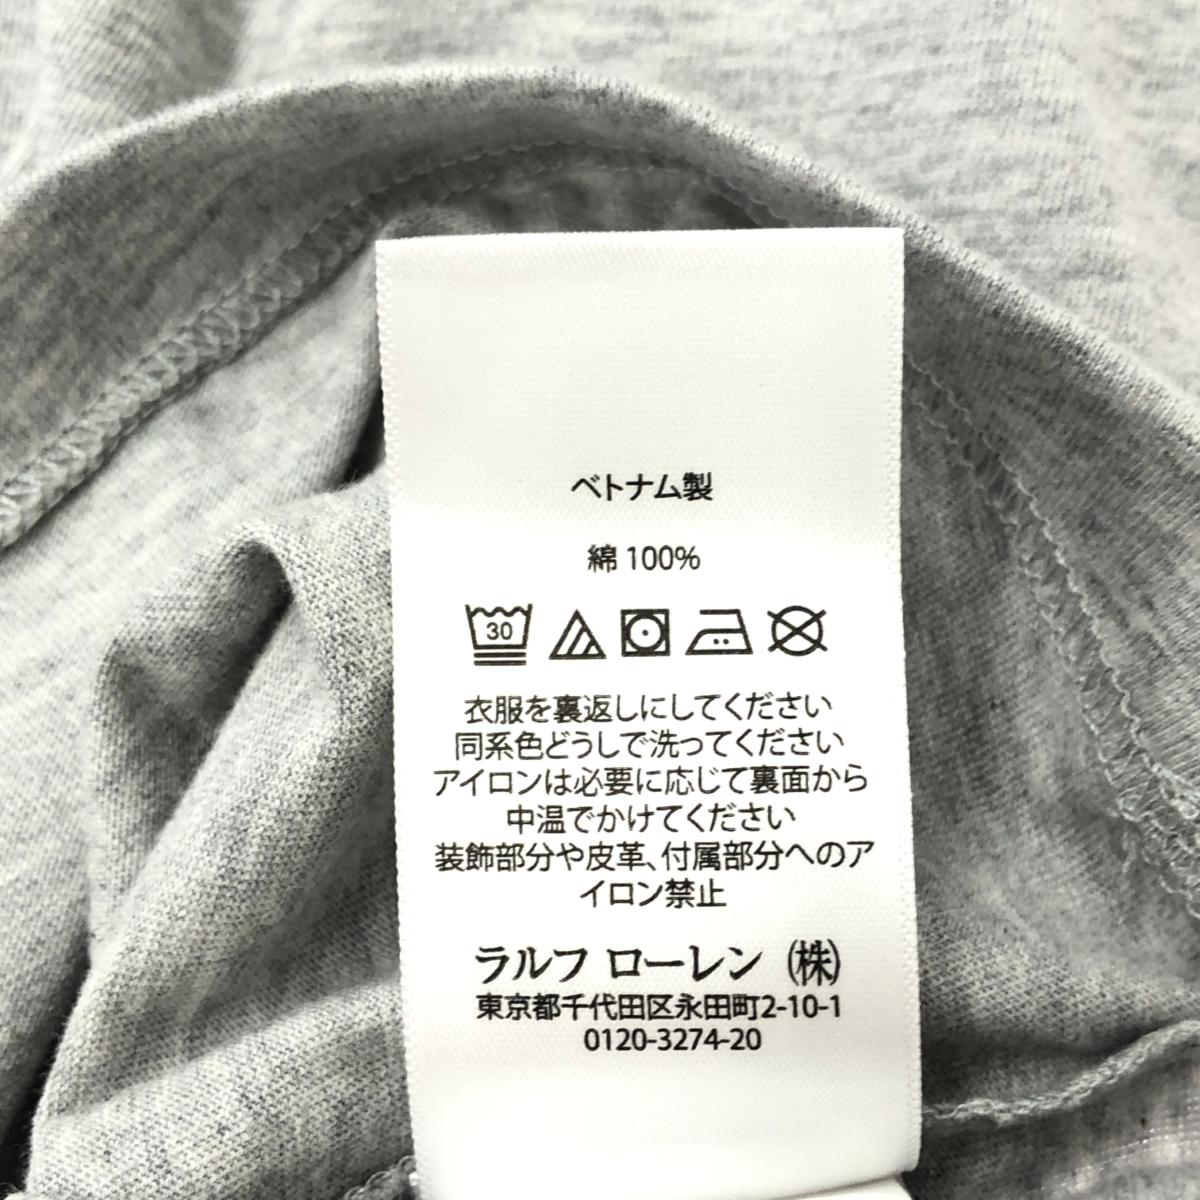 ベトナム製
綿 100%
30
衣服を裏返しにしてください
同系色どうしで洗ってください
アイロンは必要に応じて裏面から
中温でかけてください
装飾部分や皮革、付属部分へのア
イロン禁止
ラルフ ローレン (株)
東京都千代田区永田町2-10-1
0120-3274-20